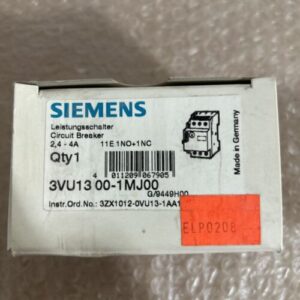 SIEMENS
Leistungsschalter
Circuit Breaker
2,4 - 4A 11E 1NO+1NC
Qty1
4 011209 067905
3VU13 00-1MJ00
G/9449H00
Instr.Ord.No.: 3ZX1012-0VU13-1AA1
Made in Germany
ELP0208